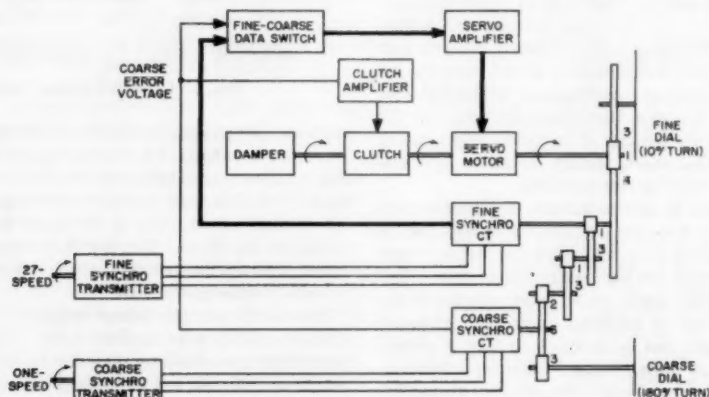 FINE-COARSE
DATA SWITCH
SERVO
AMPLIFIER
COARSE
ERROR
VOLTAGE
CLUTCH
AMPLIFIER
DAMPER
CLUTCH
SERVO
MOTOR
3
1
FINE
DIAL
(10°/TURN)
FINE
SYNCHRO
CT
1
3
1
3
27-
SPEED
FINE
SYNCHRO
TRANSMITTER
2
COARSE
SYNCHRO
CT
3
ONE-
SPEED
COARSE
SYNCHRO
TRANSMITTER
COARSE
DIAL
(180°/TURN)